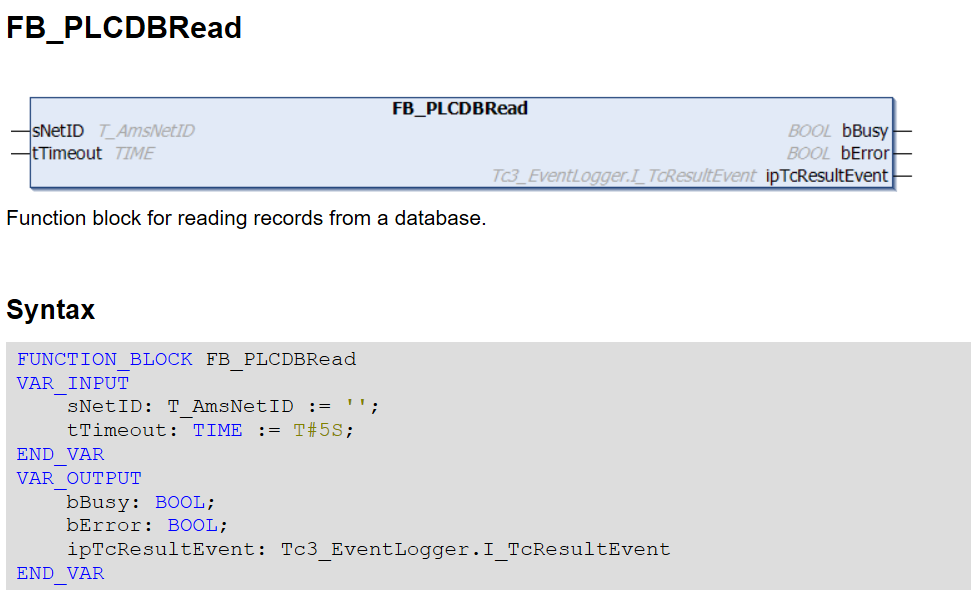 FB_PLCDBRead
FB_PLCDBRead
sNetID T_AmsNetID BOOL bBusy
tTimeout TIME BOOL bError
Tc3_EventLogger.I_TcResultEvent ipTcResultEvent
Function block for reading records from a database.
Syntax
FUNCTION_BLOCK FB_PLCDBRead
VAR_INPUT
    sNetID: T_AmsNetID := '';
    tTimeout: TIME := T#5S;
END_VAR
VAR_OUTPUT
    bBusy: BOOL;
    bError: BOOL;
    ipTcResultEvent: Tc3_EventLogger.I_TcResultEvent
END_VAR